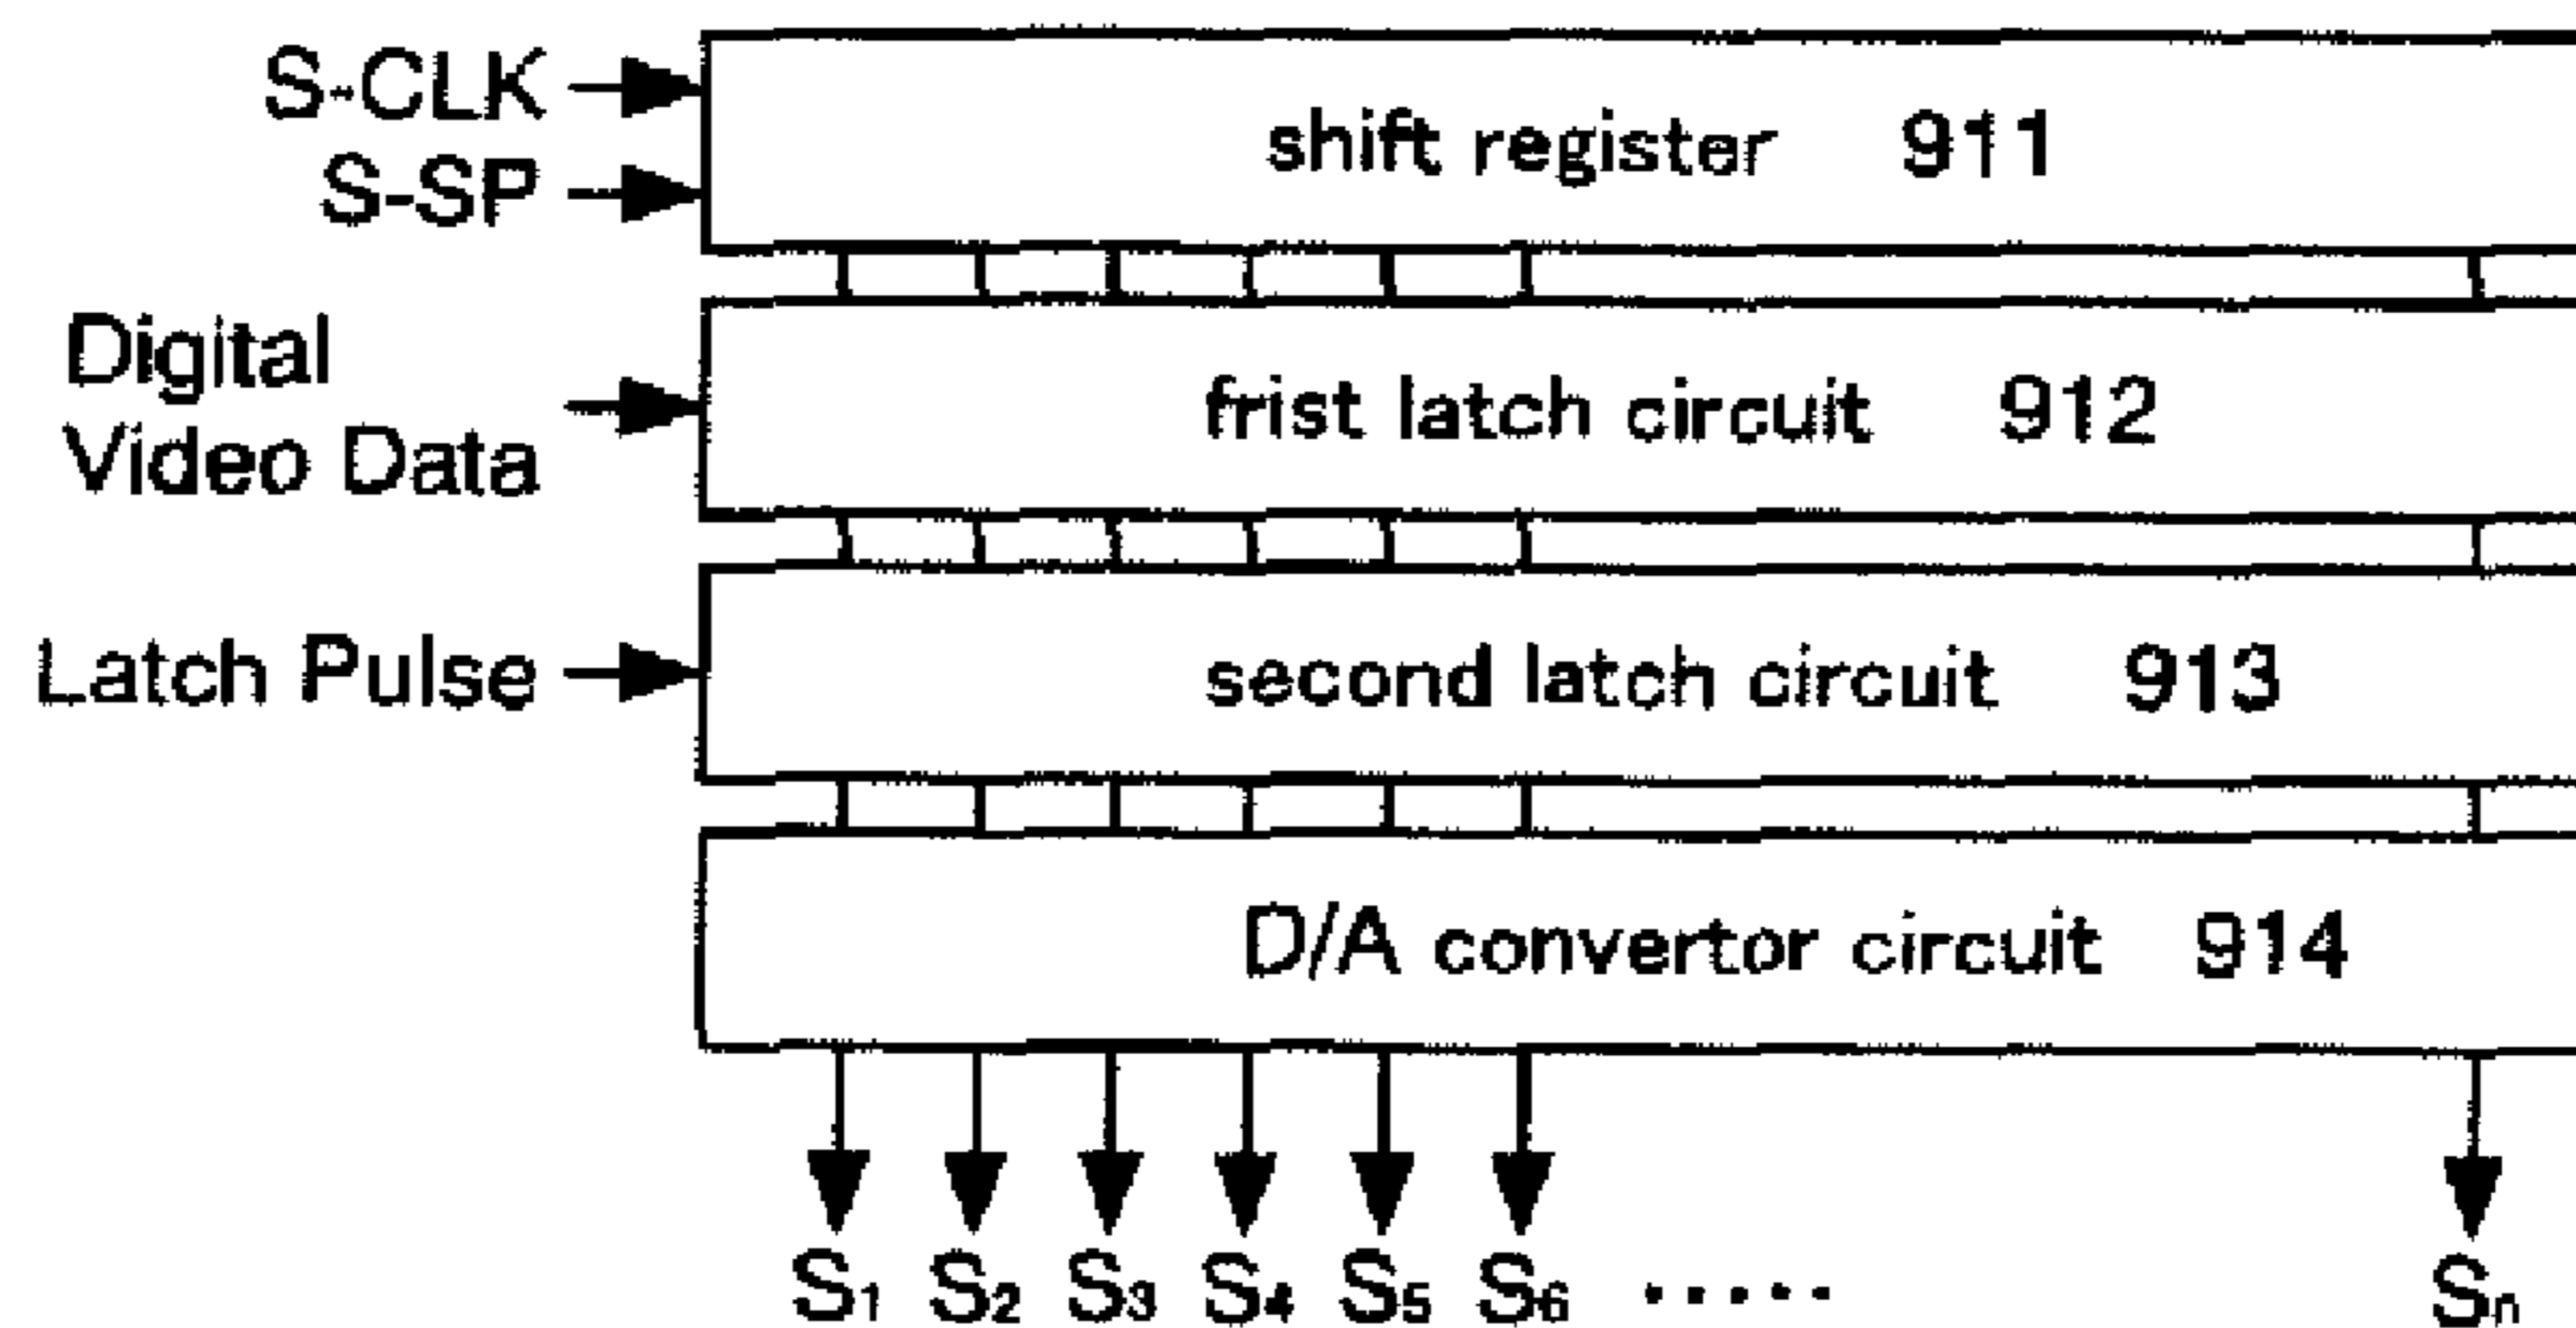 S-CLK
S-SP
shift register 911
Digital
Video Data
frist latch circuit 912
Latch Pulse
second latch circuit 913
D/A convertor circuit 914
S1 S2 S3 S4 S5 S6 ..... Sn